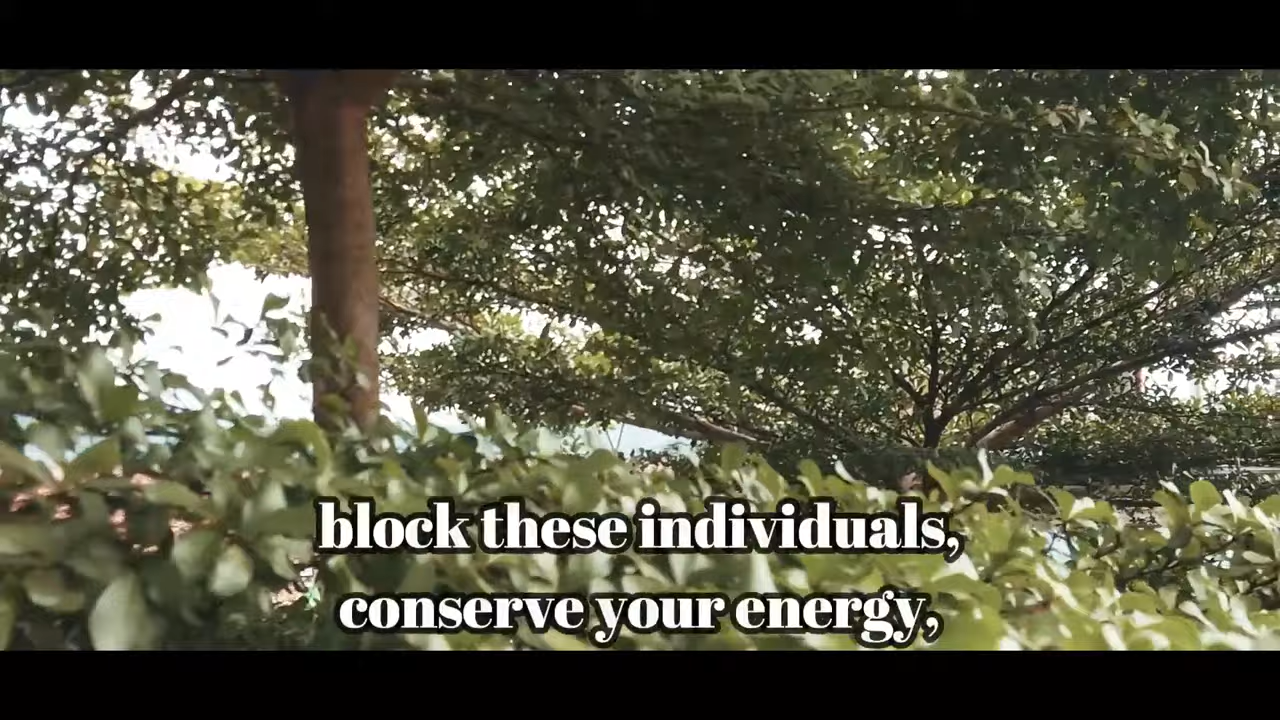 block these individuals,
conserve your energy,